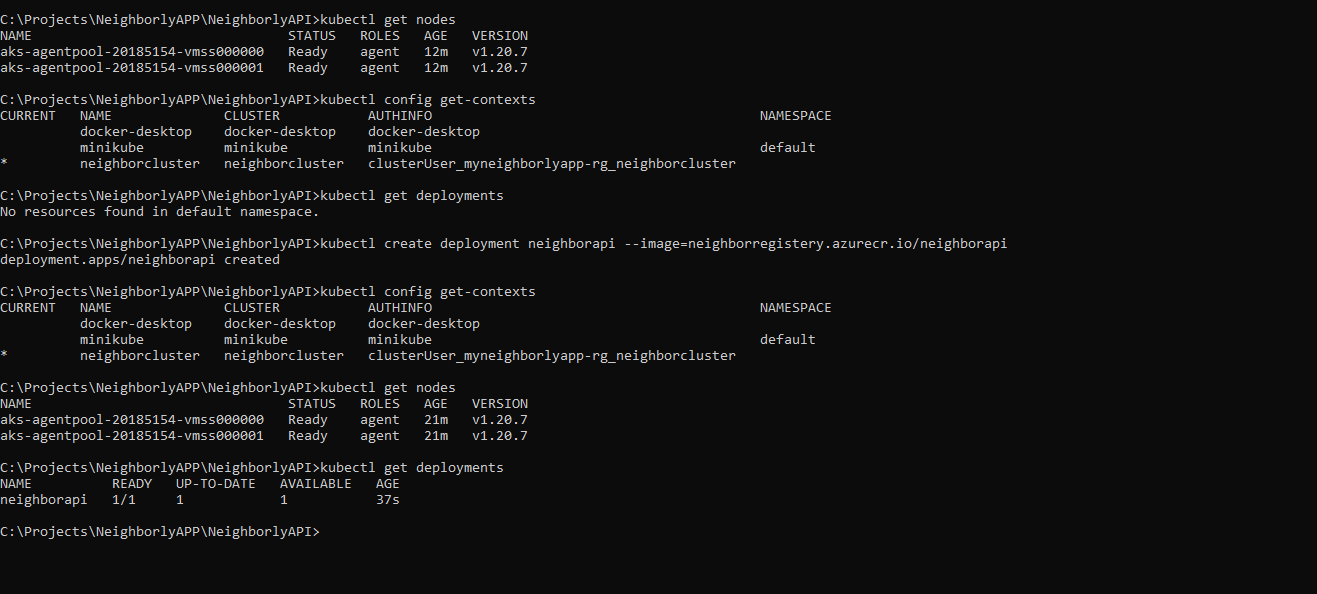 C:\Projects\NeighborlyAPP\NeighborlyAPI>kubectl get nodes
NAME                                STATUS   ROLES   AGE   VERSION
aks-agentpool-20185154-vmss000000   Ready    agent   12m   v1.20.7
aks-agentpool-20185154-vmss000001   Ready    agent   12m   v1.20.7
C:\Projects\NeighborlyAPP\NeighborlyAPI>kubectl config get-contexts
CURRENT   NAME              CLUSTER           AUTHINFO                                         NAMESPACE
          docker-desktop    docker-desktop    docker-desktop
          minikube          minikube          minikube                                         default
*         neighborcluster   neighborcluster   clusterUser_myneighborlyapp-rg_neighborcluster
C:\Projects\NeighborlyAPP\NeighborlyAPI>kubectl get deployments
No resources found in default namespace.
C:\Projects\NeighborlyAPP\NeighborlyAPI>kubectl create deployment neighborapi --image=neighborregistery.azurecr.io/neighborapi
deployment.apps/neighborapi created
C:\Projects\NeighborlyAPP\NeighborlyAPI>kubectl config get-contexts
CURRENT   NAME              CLUSTER           AUTHINFO                                         NAMESPACE
          docker-desktop    docker-desktop    docker-desktop
          minikube          minikube          minikube                                         default
*         neighborcluster   neighborcluster   clusterUser_myneighborlyapp-rg_neighborcluster
C:\Projects\NeighborlyAPP\NeighborlyAPI>kubectl get nodes
NAME                                STATUS   ROLES   AGE   VERSION
aks-agentpool-20185154-vmss000000   Ready    agent   21m   v1.20.7
aks-agentpool-20185154-vmss000001   Ready    agent   21m   v1.20.7
C:\Projects\NeighborlyAPP\NeighborlyAPI>kubectl get deployments
NAME          READY   UP-TO-DATE   AVAILABLE   AGE
neighborapi   1/1     1            1           37s
C:\Projects\NeighborlyAPP\NeighborlyAPI>